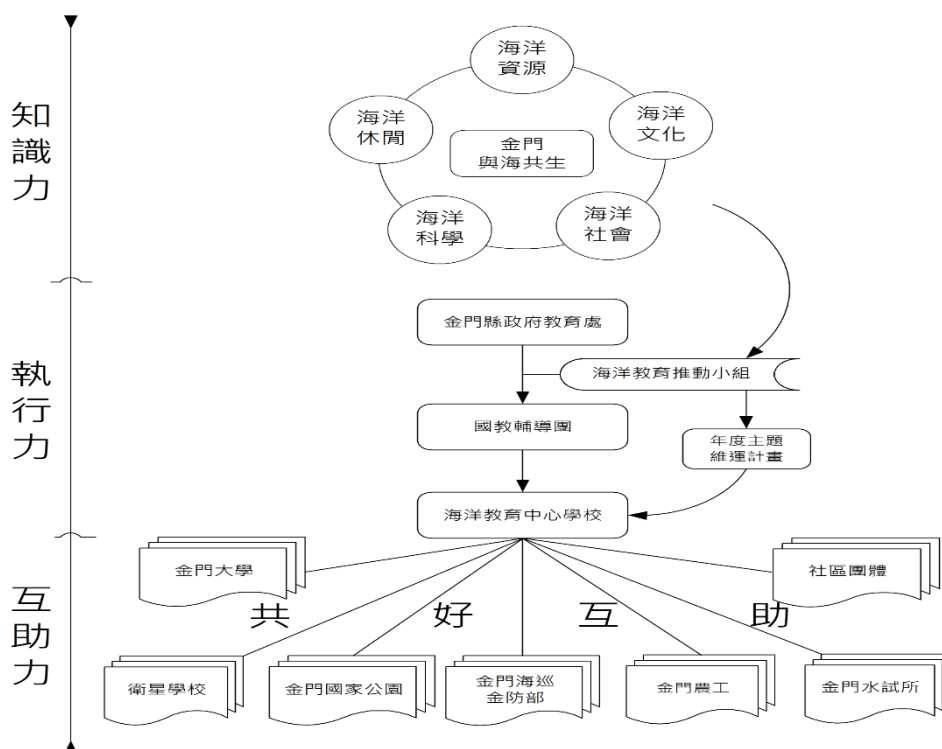 知識力
海洋
資源
海洋
休閒
海洋
文化
金門
與海共生
海洋
科學
海洋
社會
執行力
金門縣政府教育處
海洋教育推動小組
國教輔導團
年度主題
維運計畫
海洋教育中心學校
互助力
金門大學
社區團體
共好互助
衛星學校
金門國家公園
金門海巡
金防部
金門農工
金門水試所